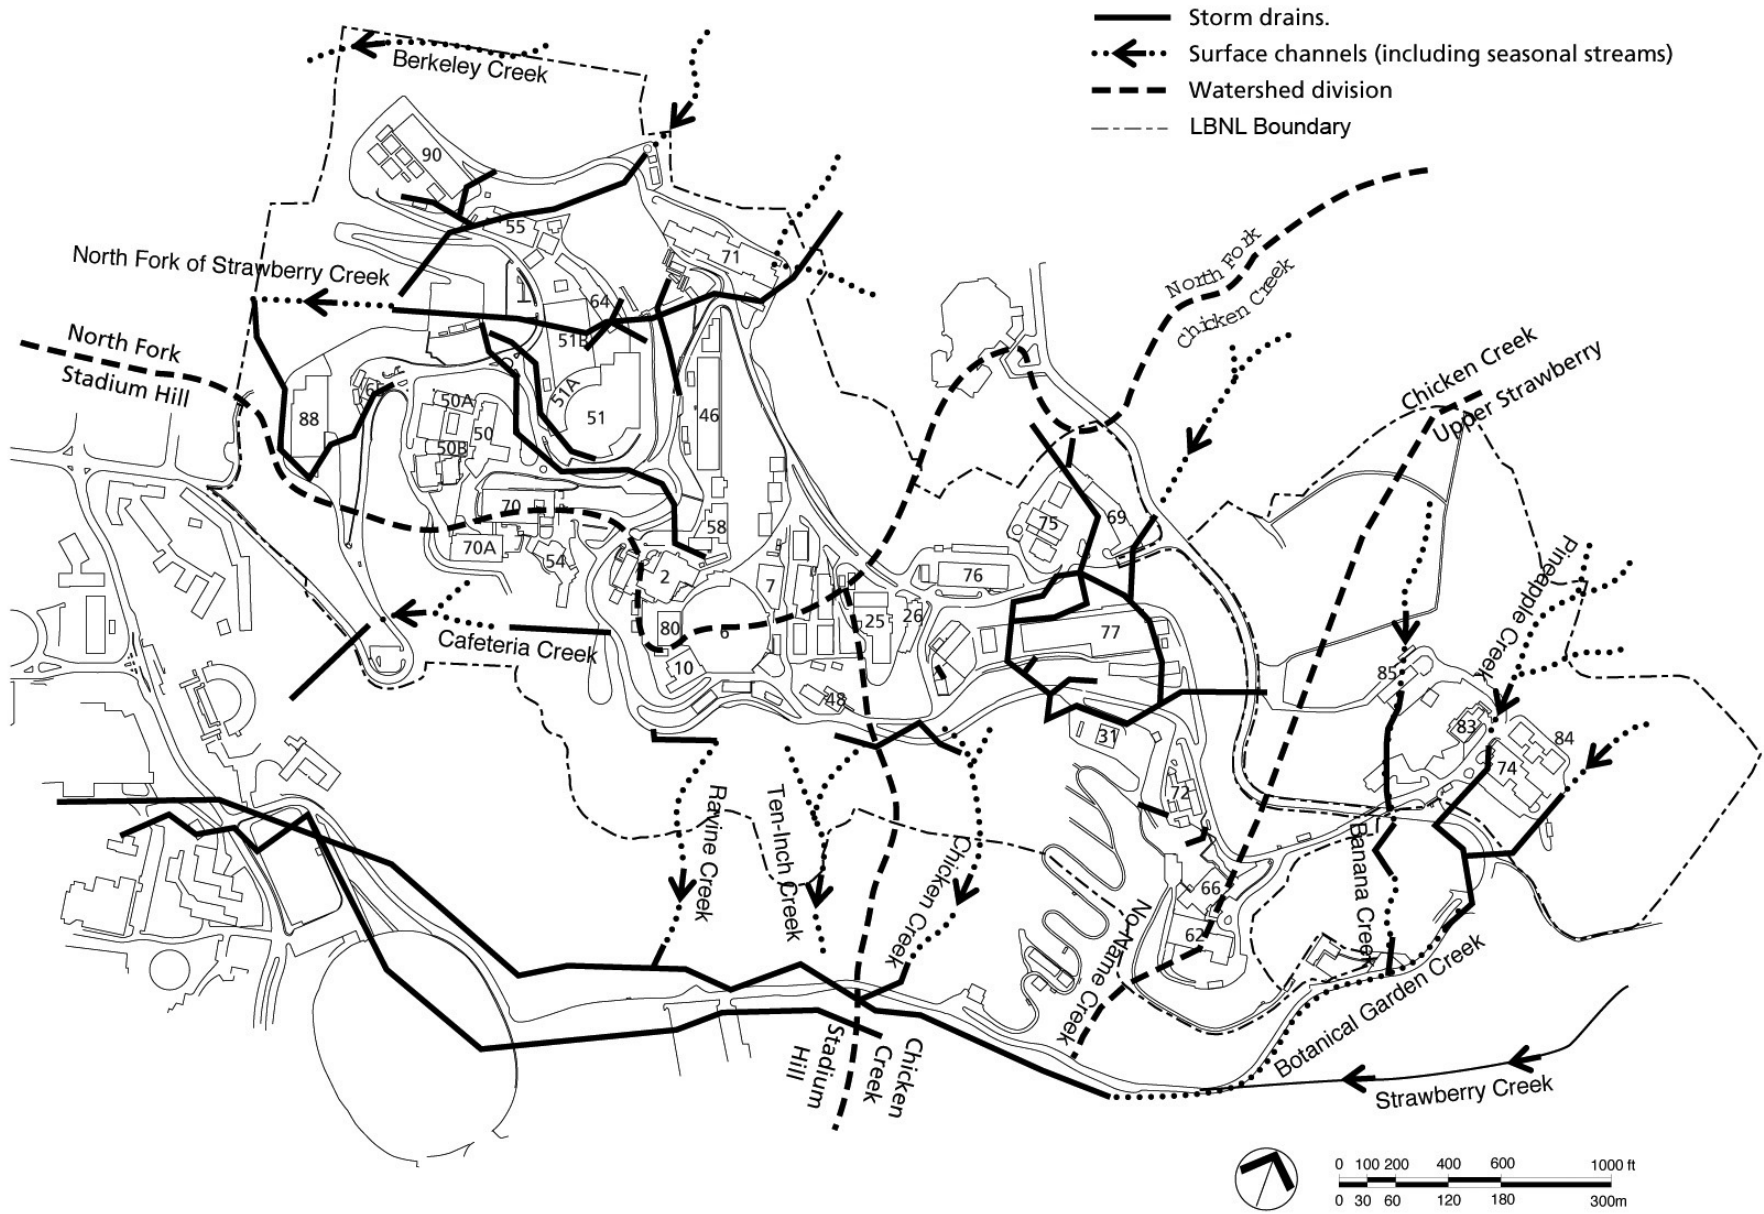 Storm drains.
Surface channels (including seasonal streams)
Watershed division
LBNL Boundary
Berkeley Creek
90
55
71
North Fork of Strawberry Creek
64
51B
North Fork
Chicken Creek
North Fork
Stadium Hill
51A
51
46
88
50A
50
50B
Chicken Creek
Upper Strawberry
70
58
75
69
70A
54
2
7
76
Pineapple Creek
80
6
25
26
77
Cafeteria Creek
10
48
85
31
83
84
74
72
Ravine Creek
Ten-Inch Creek
Chicken Creek
Banana Creek
66
62
No-Name Creek
Botanical Garden Creek
Stadium
Hill
Chicken
Creek
Strawberry Creek
0 100 200 400 600 1000 ft
0 30 60 120 180 300m